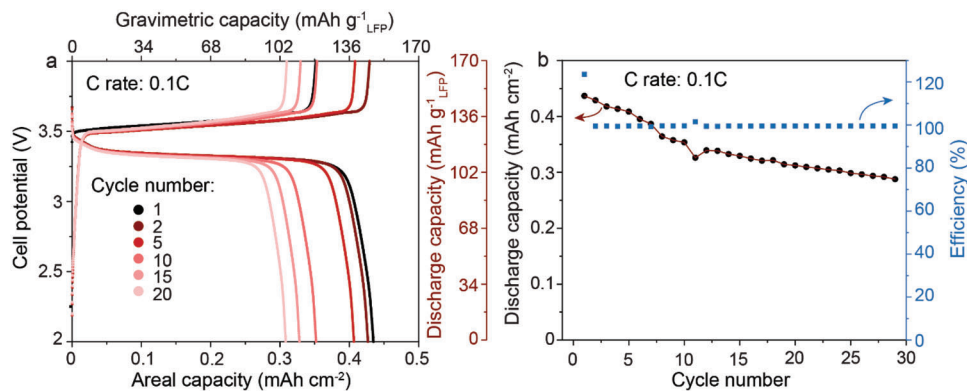 Gravimetric capacity (mAh g⁻¹LFP)
0 34 68 102 136 170
a
C rate: 0.1C
4
3.5
3
2.5
2
Cell potential (V)
Cycle number:
1
2
5
10
15
20
0 0.1 0.2 0.3 0.4 0.5
Areal capacity (mAh cm⁻²)
170
136
102
68
34
0
Discharge capacity (mAh g⁻¹LFP)
b
C rate: 0.1C
0.5
0.4
0.3
0.2
0.1
0
Discharge capacity (mAh cm⁻²)
0 5 10 15 20 25 30
Cycle number
120
100
80
60
40
20
0
Efficiency (%)